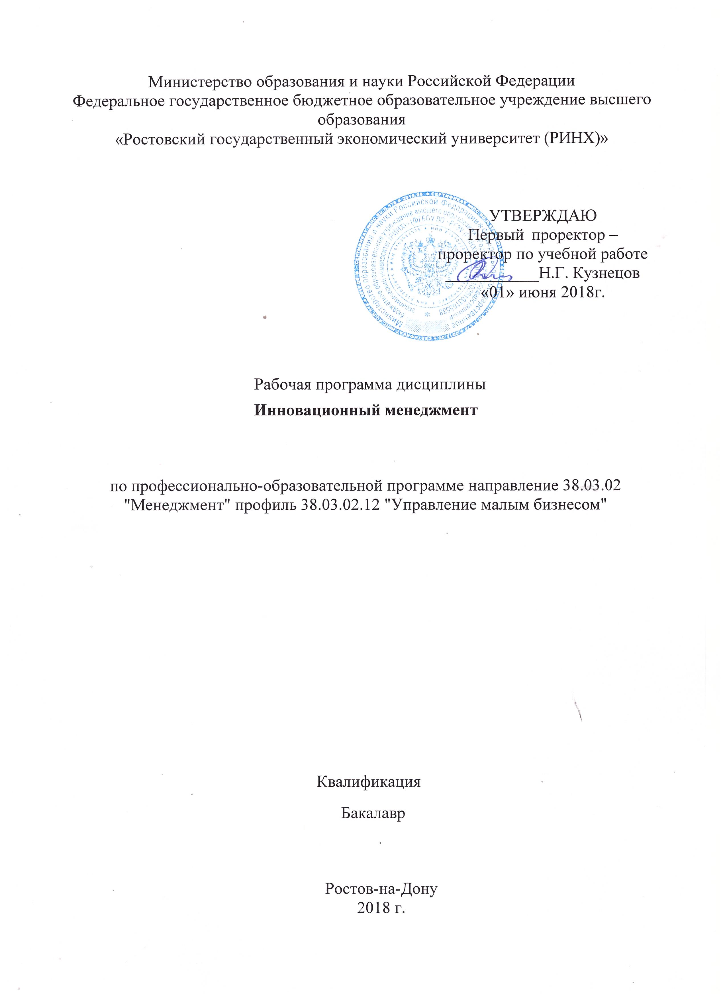 Министерство образования и науки Российской Федерации
Федеральное государственное бюджетное образовательное учреждение высшего
образования
«Ростовский государственный экономический университет (РИНХ)»
УТВЕРЖДАЮ
Первый проректор –
проректор по учебной работе
____________Н.Г. Кузнецов
«01» июня 2018г.
Рабочая программа дисциплины
Инновационный менеджмент
по профессионально-образовательной программе направление 38.03.02
"Менеджмент" профиль 38.03.02.12 "Управление малым бизнесом"
Квалификация
Бакалавр
Ростов-на-Дону
2018 г.